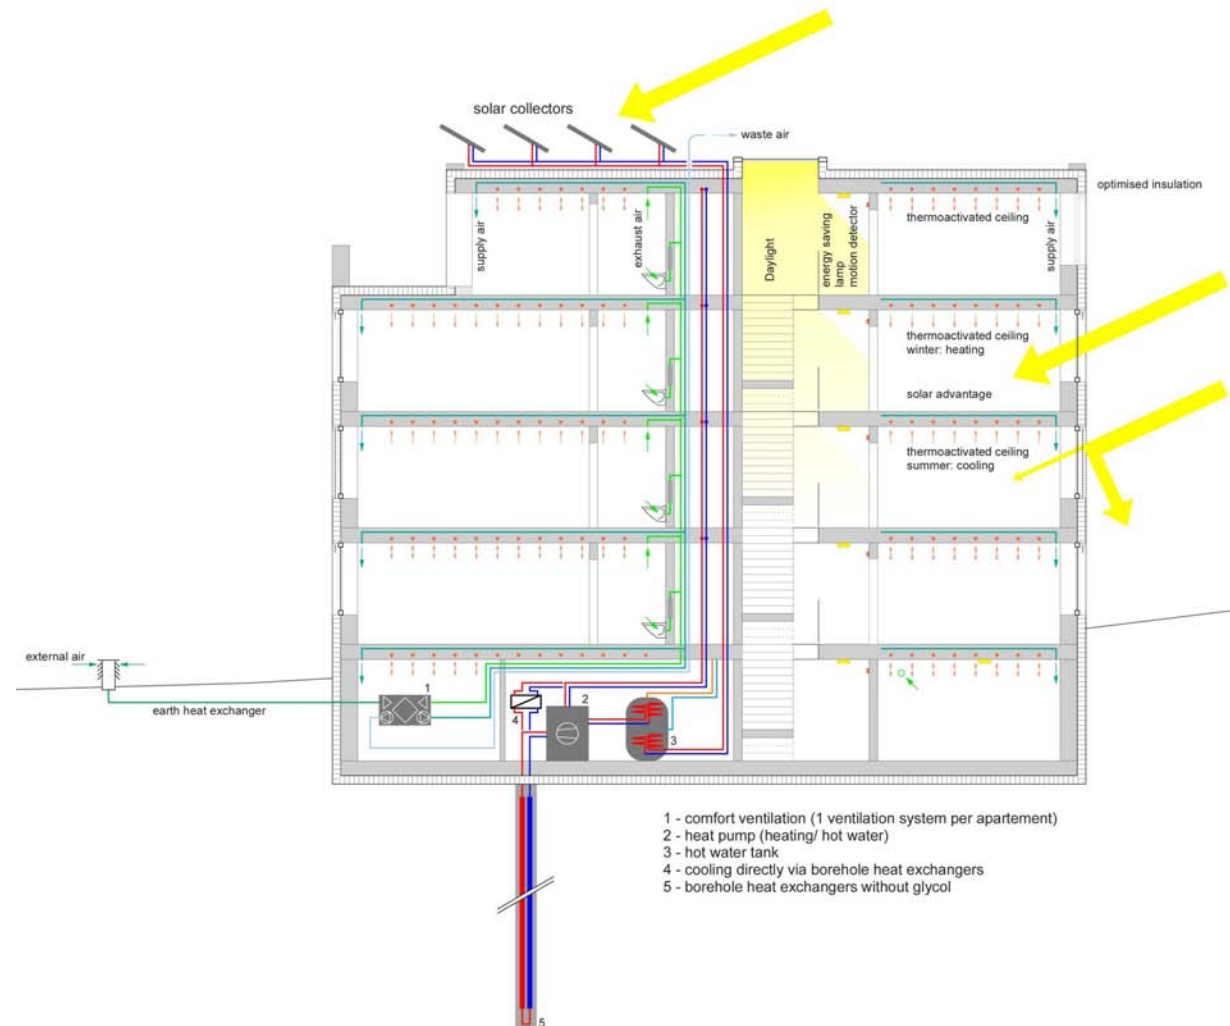 solar collectors
waste air
optimised insulation
supply air
exhaust air
Daylight
energy saving
lamp
motion detector
thermoactivated ceiling
supply air
thermoactivated ceiling
winter: heating
solar advantage
thermoactivated ceiling
summer: cooling
external air
earth heat exchanger
1
4
2
3
1 - comfort ventilation (1 ventilation system per apartement)
2 - heat pump (heating/ hot water)
3 - hot water tank
4 - cooling directly via borehole heat exchangers
5 - borehole heat exchangers without glycol
5